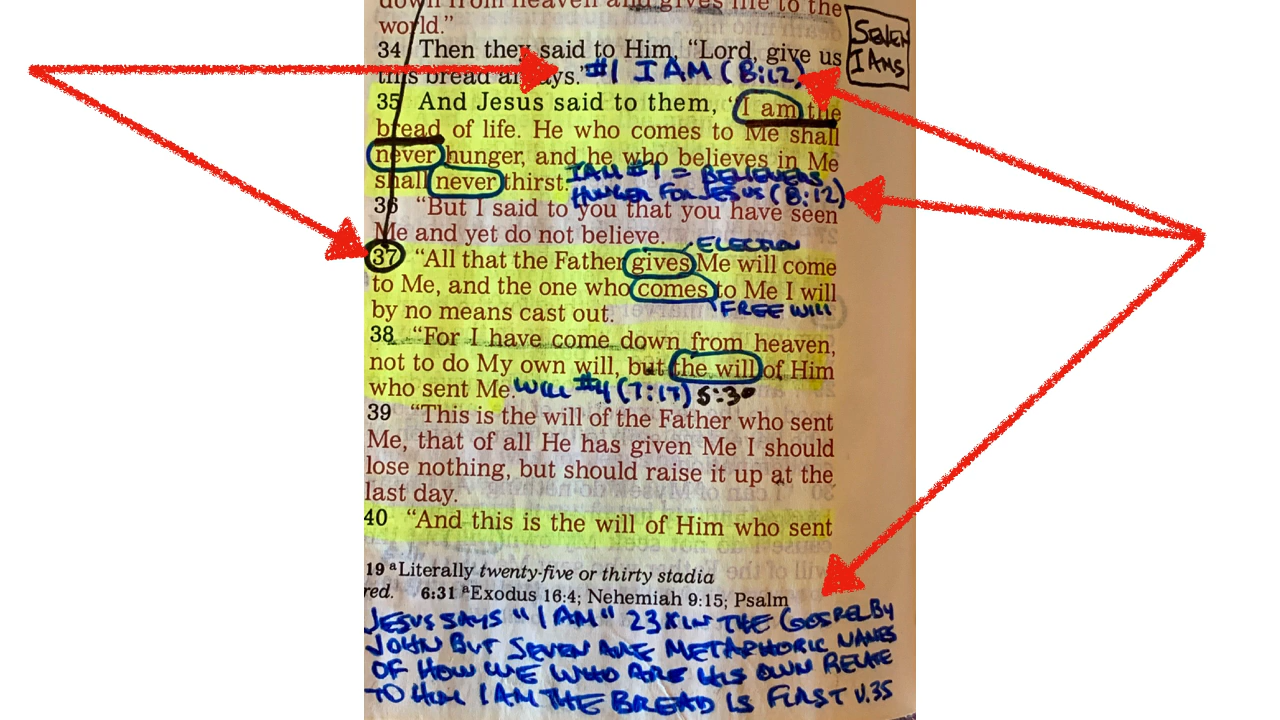 down from heaven and gives life to the
world."
SEVEN
I AMS
34 Then they said to Him, "Lord, give us
this bread always."
#1 I AM (8:12)
35 And Jesus said to them, "I am the
bread of life. He who comes to Me shall
never hunger, and he who believes in Me
shall never thirst.
I AM #1 = BELIEVERS
HUNGER FOR JESUS (8:12)
36 "But I said to you that you have seen
Me and yet do not believe.
ELECTION
37 "All that the Father gives Me will come
to Me, and the one who comes to Me I will
by no means cast out.
FREE WILL
38 "For I have come down from heaven,
not to do My own will, but the will of Him
who sent Me.
WILL #4 (7:17) 5:30
39 "This is the will of the Father who sent
Me, that of all He has given Me I should
lose nothing, but should raise it up at the
last day.
40 "And this is the will of Him who sent
19 ᵃLiterally twenty-five or thirty stadia
red. 6:31 ᵃExodus 16:4; Nehemiah 9:15; Psalm
JESUS SAYS "I AM" 23 X IN THE GOSPEL BY
JOHN BUT SEVEN ARE METAPHORIC NAMES
OF HOW WE WHO ARE HIS OWN RELATE
TO HIM I AM THE BREAD IS FIRST V.35